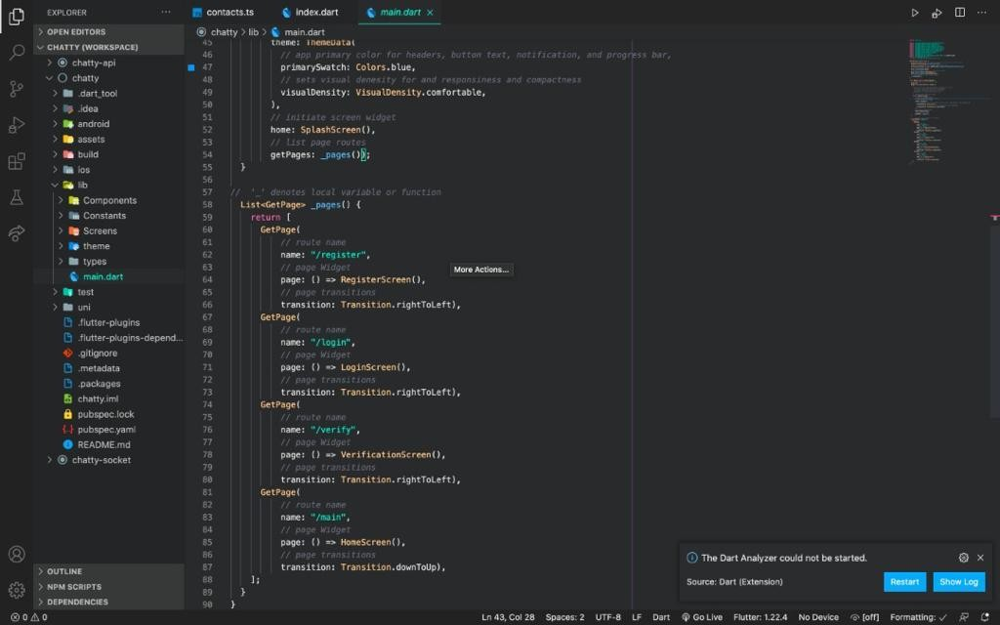 EXPLORER
contacts.ts
index.dart
main.dart
OPEN EDITORS
CHATTY (WORKSPACE)
chatty-api
chatty
.dart_tool
.idea
android
assets
build
ios
lib
Components
Constants
Screens
theme
types
main.dart
test
uni
.flutter-plugins
.flutter-plugins-depend...
.gitignore
.metadata
.packages
chatty.iml
pubspec.lock
pubspec.yaml
README.md
chatty-socket
OUTLINE
NPM SCRIPTS
DEPENDENCIES
chatty > lib > main.dart
45 theme: ThemeData(
46 // app primary color for headers, button text, notification, and progress bar,
47 primarySwatch: Colors.blue,
48 // sets visual denesity for and responsiness and compactness
49 visualDensity: VisualDensity.comfortable,
50 ),
51 // initiate screen widget
52 home: SplashScreen(),
53 // list page routes
54 getPages: _pages());
55 }
56
57 // '_' denotes local variable or function
58 List<GetPage> _pages() {
59 return [
60 GetPage(
61 // route name
62 name: "/register",
63 // page Widget
64 page: () => RegisterScreen(),
65 // page transitions
66 transition: Transition.rightToLeft),
67 GetPage(
68 // route name
69 name: "/login",
70 // page Widget
71 page: () => LoginScreen(),
72 // page transitions
73 transition: Transition.rightToLeft),
74 GetPage(
75 // route name
76 name: "/verify",
77 // page Widget
78 page: () => VerificationScreen(),
79 // page transitions
80 transition: Transition.rightToLeft),
81 GetPage(
82 // route name
83 name: "/main",
84 // page Widget
85 page: () => HomeScreen(),
86 // page transitions
87 transition: Transition.downToUp),
88 ];
89 }
90 }
More Actions...
The Dart Analyzer could not be started.
Source: Dart (Extension)
Restart
Show Log
0 0
Ln 43, Col 28
Spaces: 2
UTF-8
LF
Dart
Go Live
Flutter: 1.22.4
No Device
[off]
Formatting: ✓